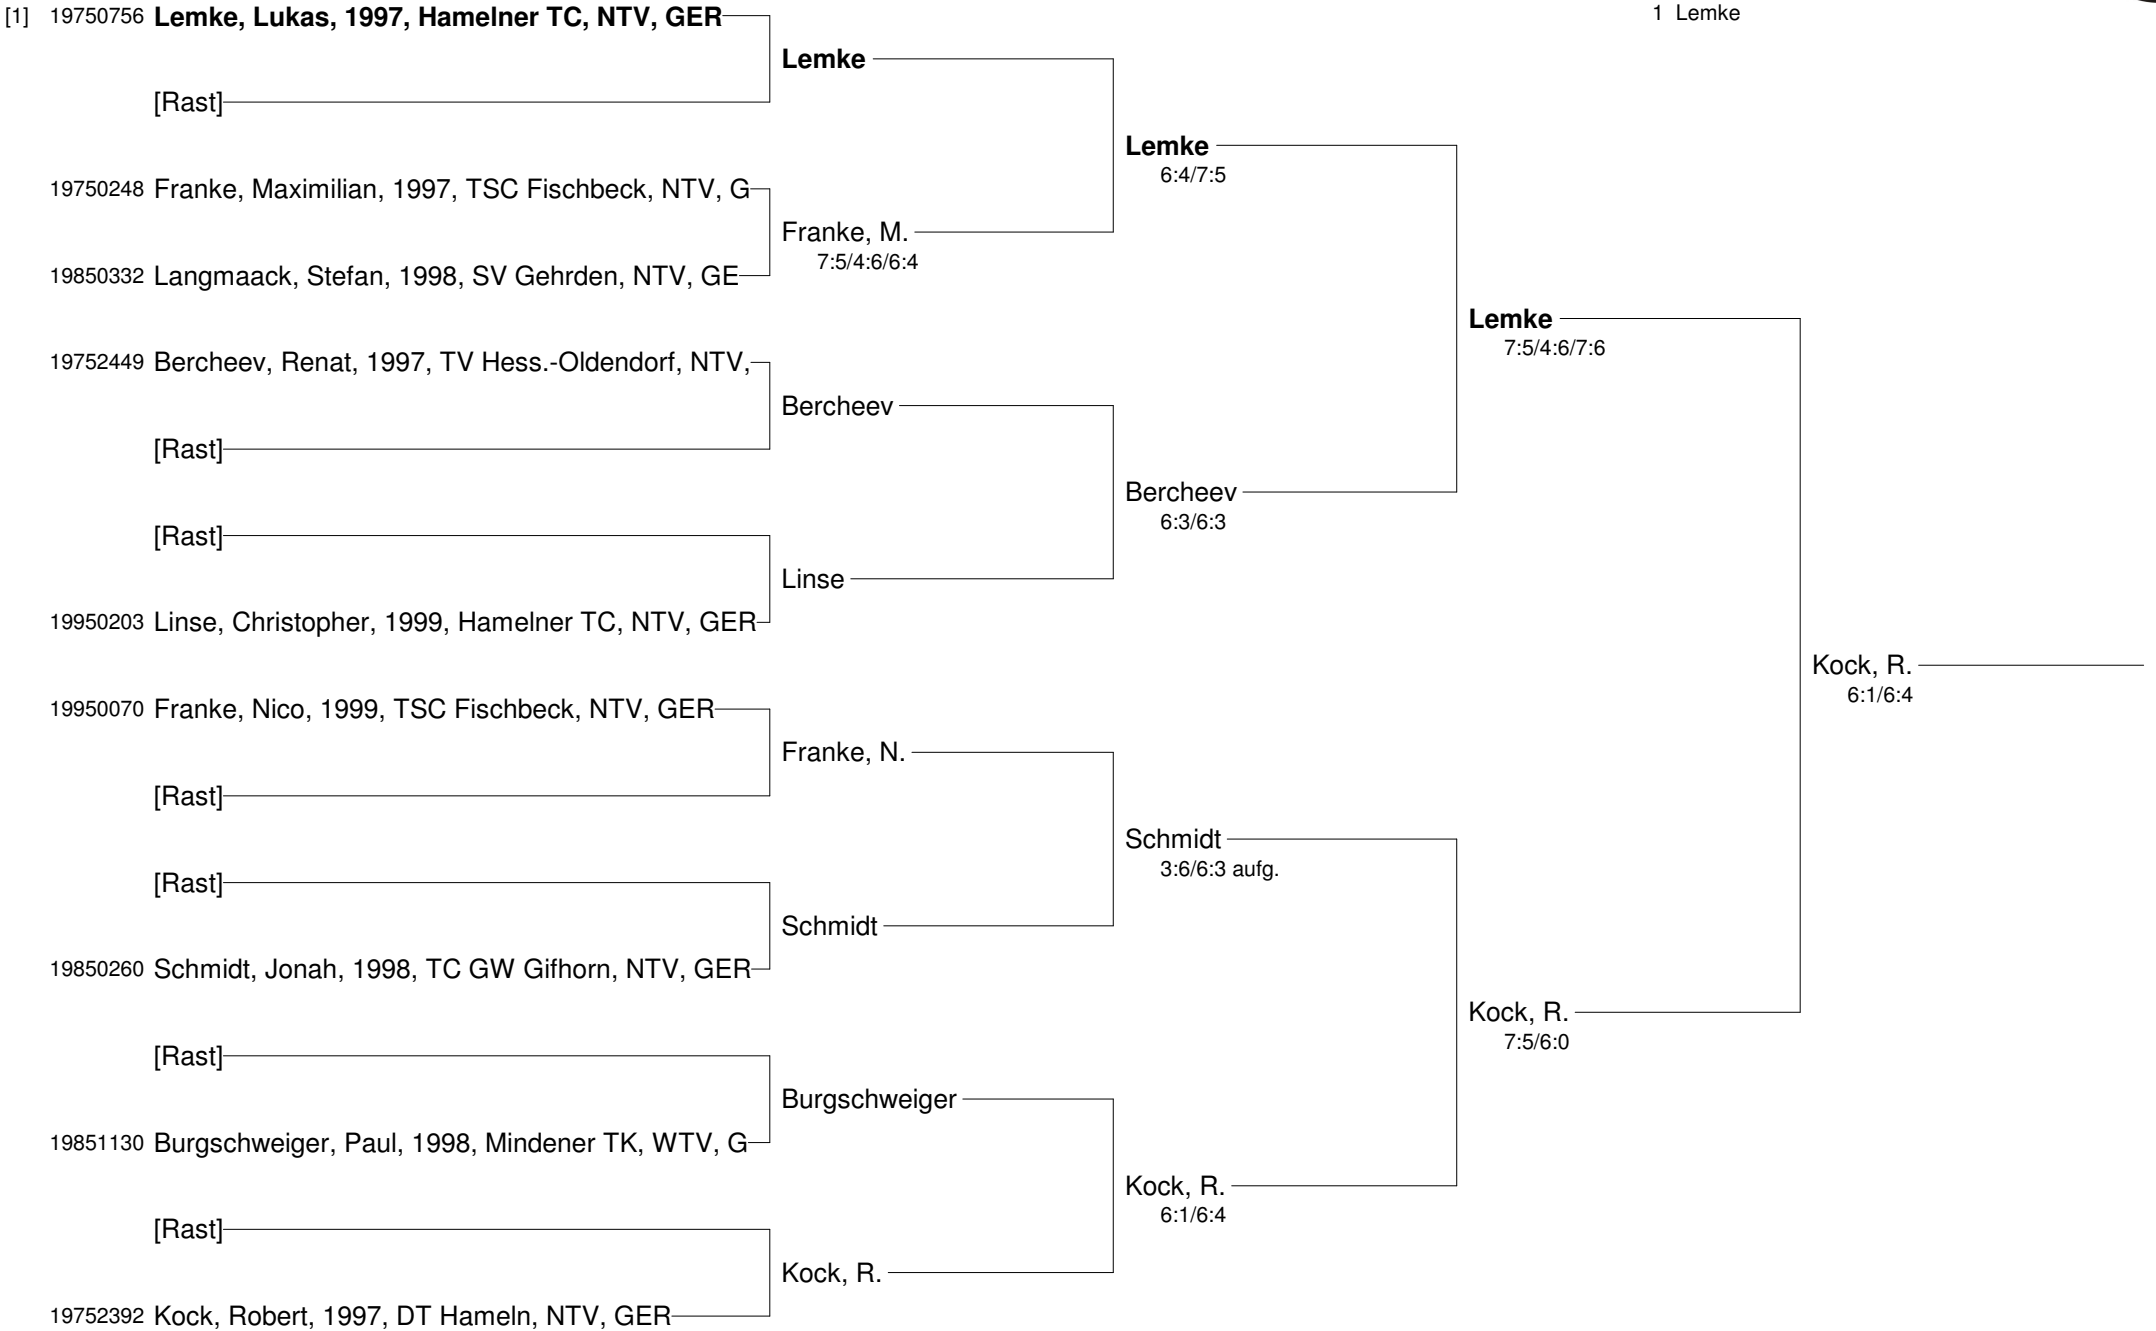 [1] 19750756 Lemke, Lukas, 1997, Hamelner TC, NTV, GER
1 Lemke
Lemke
[Rast]
Lemke
6:4/7:5
19750248 Franke, Maximilian, 1997, TSC Fischbeck, NTV, G
Franke, M.
7:5/4:6/6:4
19850332 Langmaack, Stefan, 1998, SV Gehrden, NTV, GE
Lemke
7:5/4:6/7:6
19752449 Bercheev, Renat, 1997, TV Hess.-Oldendorf, NTV,
Bercheev
[Rast]
Bercheev
6:3/6:3
[Rast]
Linse
19950203 Linse, Christopher, 1999, Hamelner TC, NTV, GER
Kock, R.
6:1/6:4
19950070 Franke, Nico, 1999, TSC Fischbeck, NTV, GER
Franke, N.
[Rast]
Schmidt
3:6/6:3 aufg.
[Rast]
Schmidt
19850260 Schmidt, Jonah, 1998, TC GW Gifhorn, NTV, GER
Kock, R.
7:5/6:0
[Rast]
Burgschweiger
19851130 Burgschweiger, Paul, 1998, Mindener TK, WTV, G
Kock, R.
6:1/6:4
[Rast]
Kock, R.
19752392 Kock, Robert, 1997, DT Hameln, NTV, GER